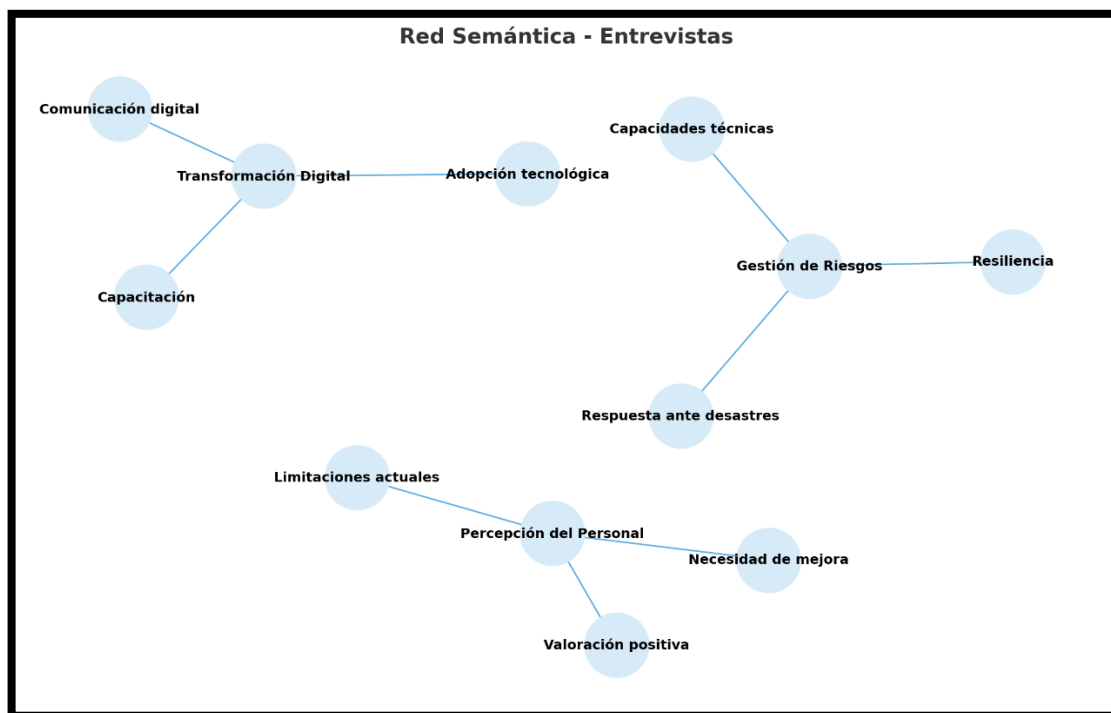 Red Semántica - Entrevistas
Comunicación digital
Capacidades técnicas
Transformación Digital
Adopción tecnológica
Gestión de Riesgos
Resiliencia
Capacitación
Respuesta ante desastres
Limitaciones actuales
Percepción del Personal
Necesidad de mejora
Valoración positiva